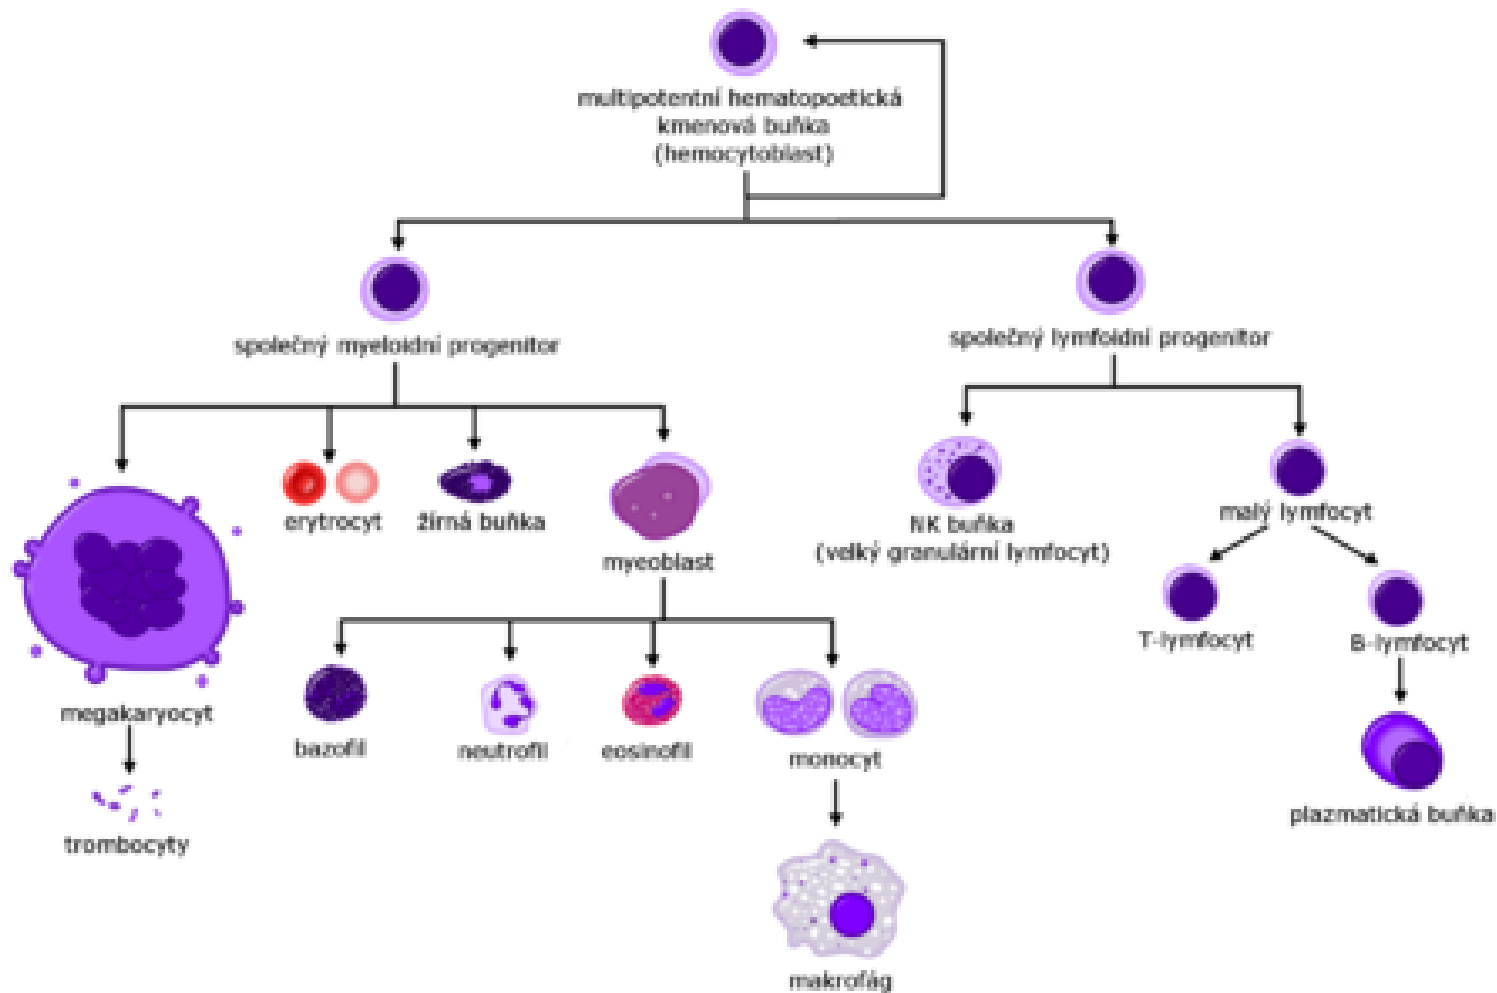 multipotentní hematopoetická
kmenová buňka
(hemocytoblast)
společný myeloidní progenitor
společný lymfoidní progenitor
erytrocyt
žírná buňka
myeoblast
NK buňka
(velký granulární lymfocyt)
malý lymfocyt
T-lymfocyt
B-lymfocyt
megakaryocyt
bazofil
neutrofil
eosinofil
monocyt
plazmatická buňka
trombocyty
makrofág